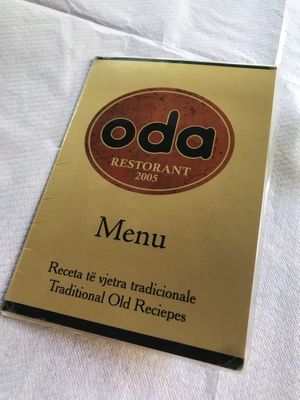 oda
RESTORANT
2005
Menu
Receta të vjetra tradicionale
Traditional Old Reciepes